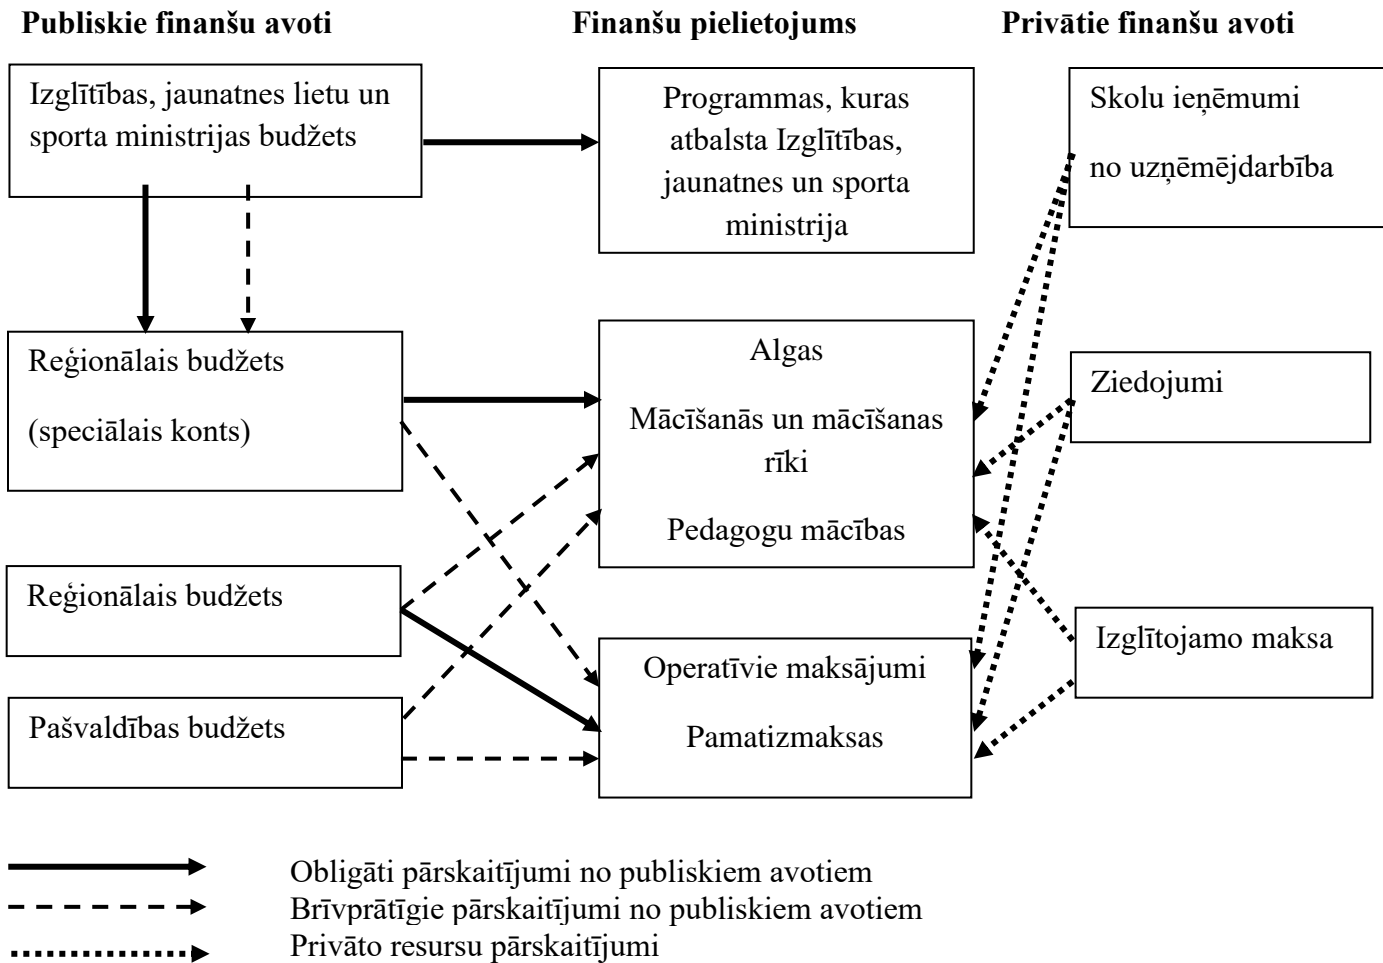 Publiskie finanšu avoti
Finanšu pielietojums
Privātie finanšu avoti
Izglītības, jaunatnes lietu un
sporta ministrijas budžets
Programmas, kuras
atbalsta Izglītības,
jaunatnes un sporta
ministrija
Skolu ieņēmumi
no uzņēmējdarbība
Reģionālais budžets
(speciālais konts)
Algas
Mācīšanās un mācīšanas
rīki
Pedagogu mācības
Ziedojumi
Reģionālais budžets
Pašvaldības budžets
Operatīvie maksājumi
Pamatizmaksas
Izglītojamo maksa
Obligāti pārskaitījumi no publiskiem avotiem
Brīvprātīgie pārskaitījumi no publiskiem avotiem
Privāto resursu pārskaitījumi